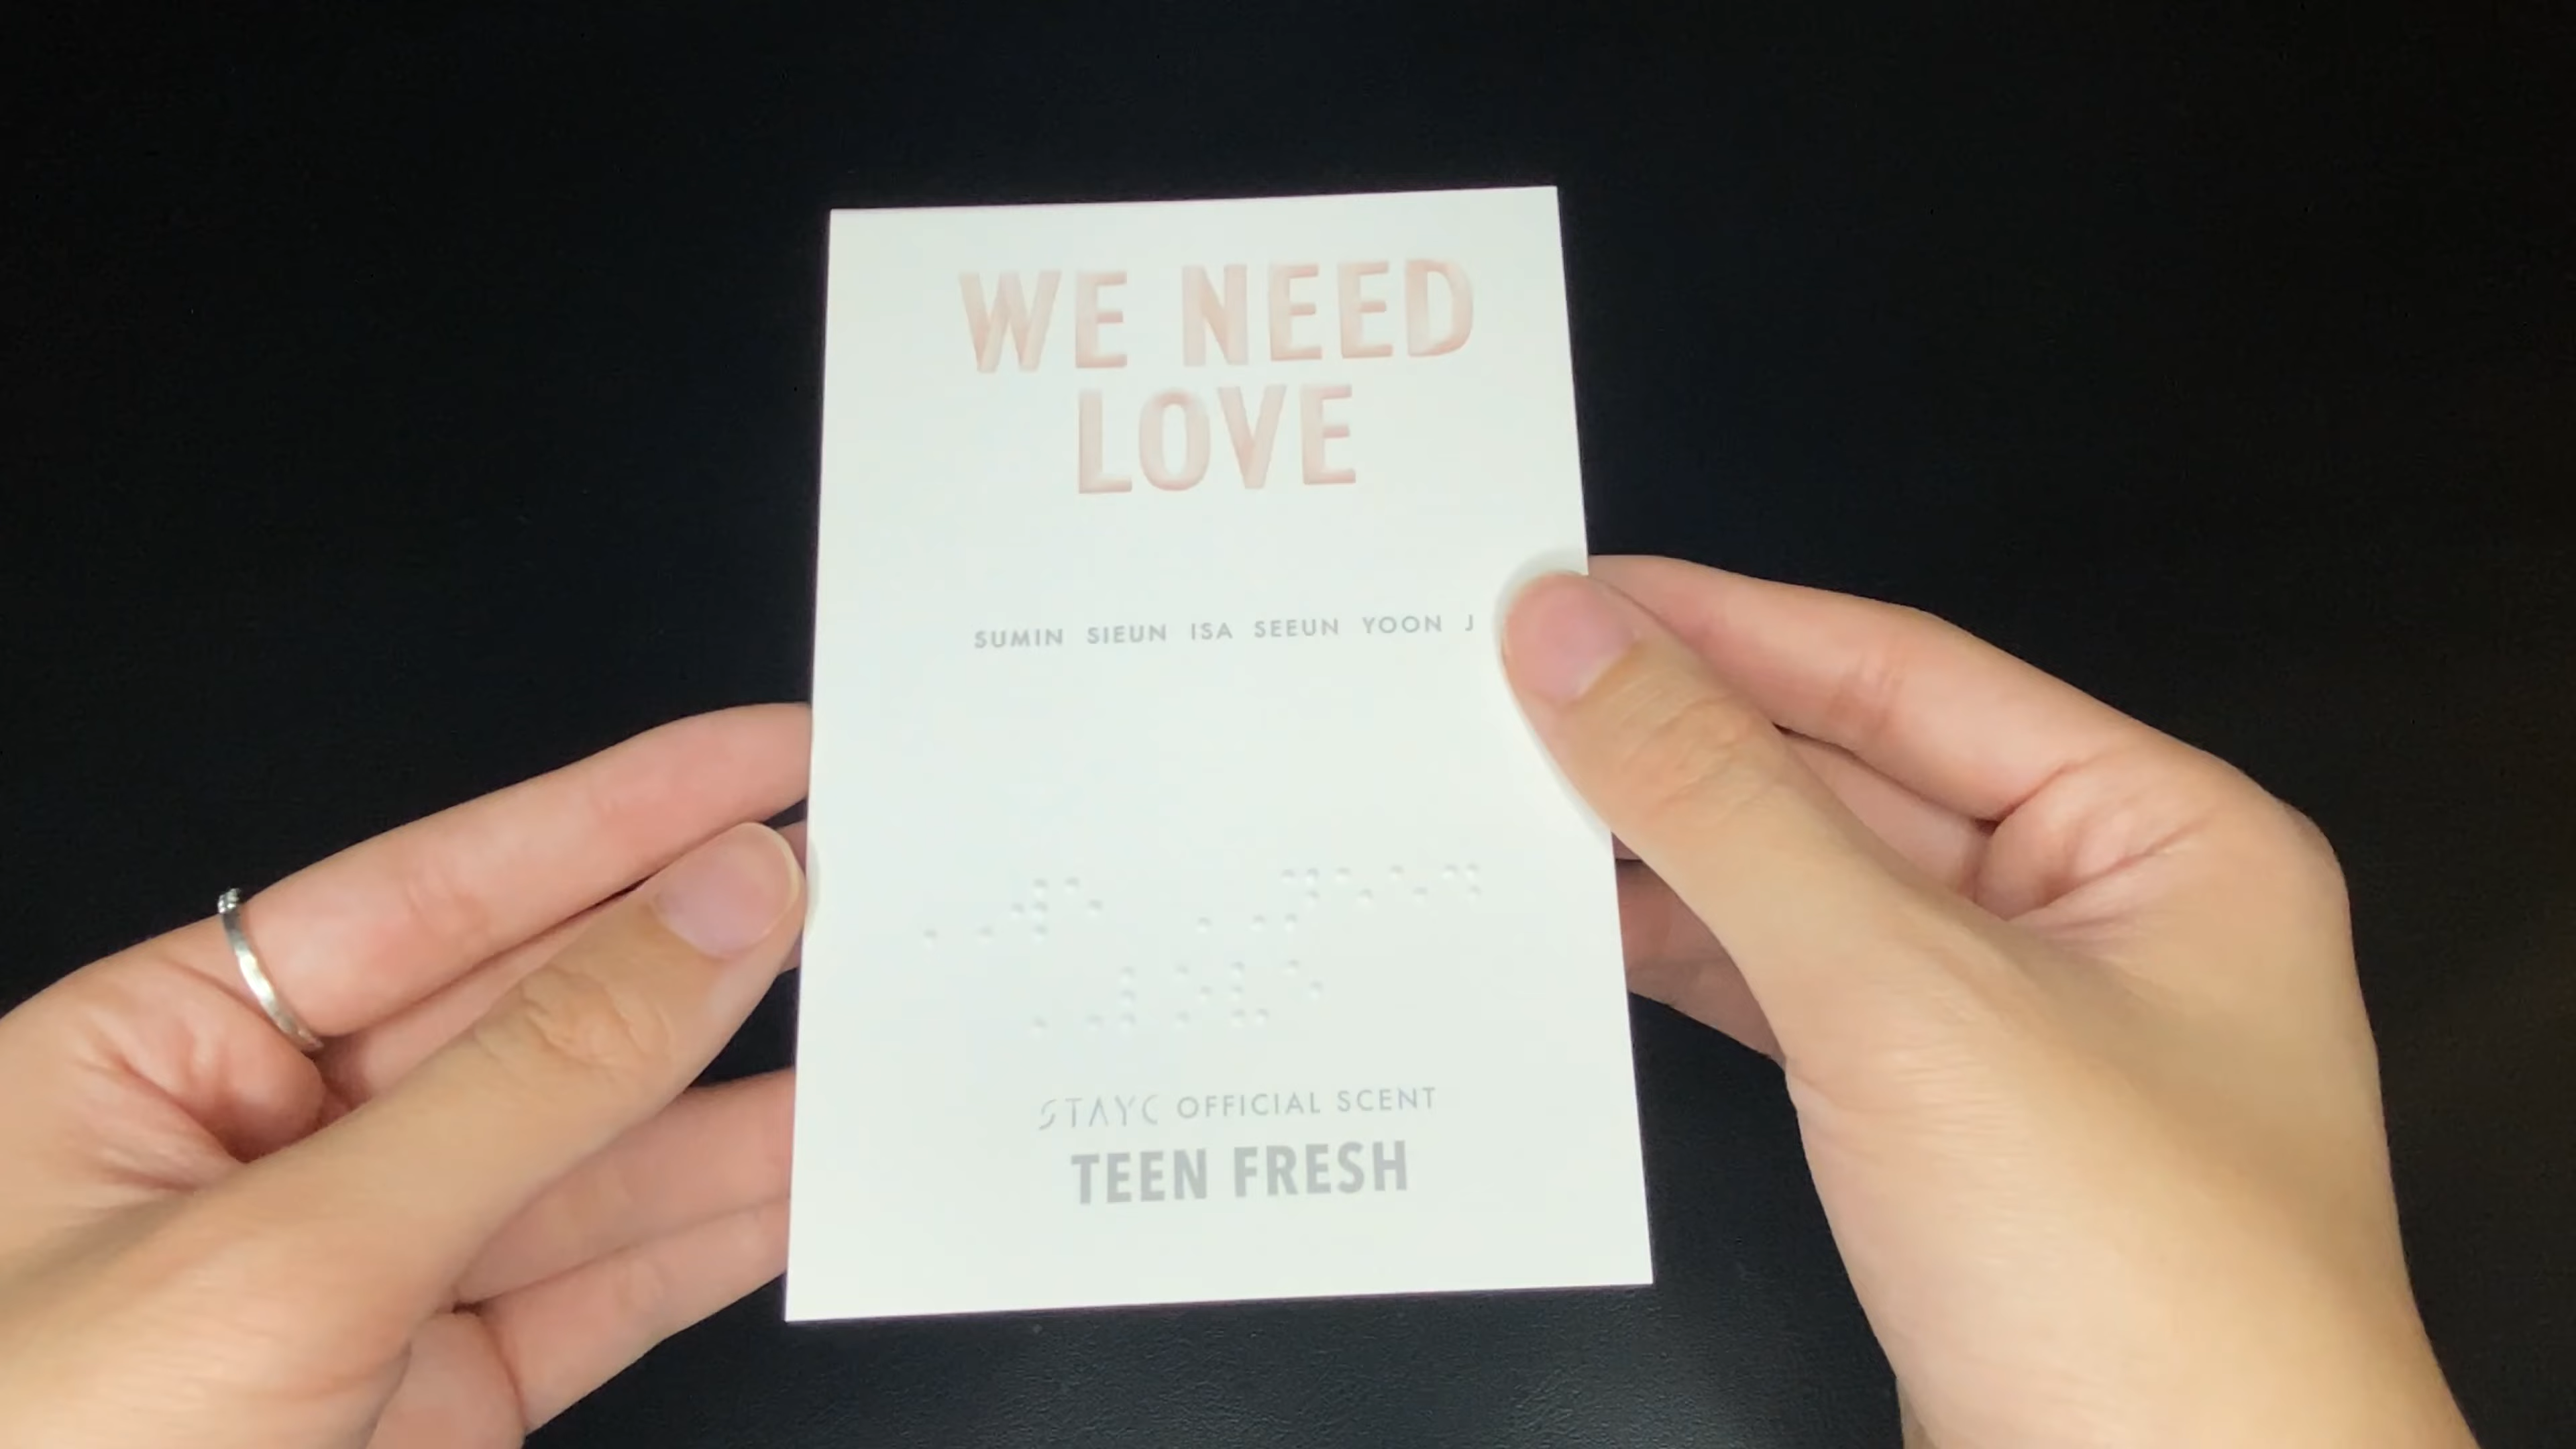 WE NEED
LOVE
SUMIN SIEUN ISA SEEUN YOON J
⠠⠠⠺⠑ ⠠⠠⠝⠑⠑⠙
⠠⠠⠇⠕⠧⠑
STAYC OFFICIAL SCENT
TEEN FRESH